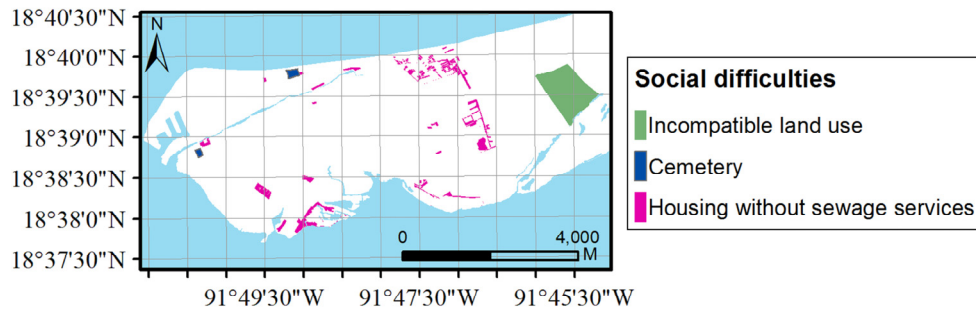 18°40'30"N
N
18°40'0"N
18°39'30"N
18°39'0"N
18°38'30"N
18°38'0"N
18°37'30"N
0 4,000
M
91°49'30"W 91°47'30"W 91°45'30"W
Social difficulties
Incompatible land use
Cemetery
Housing without sewage services